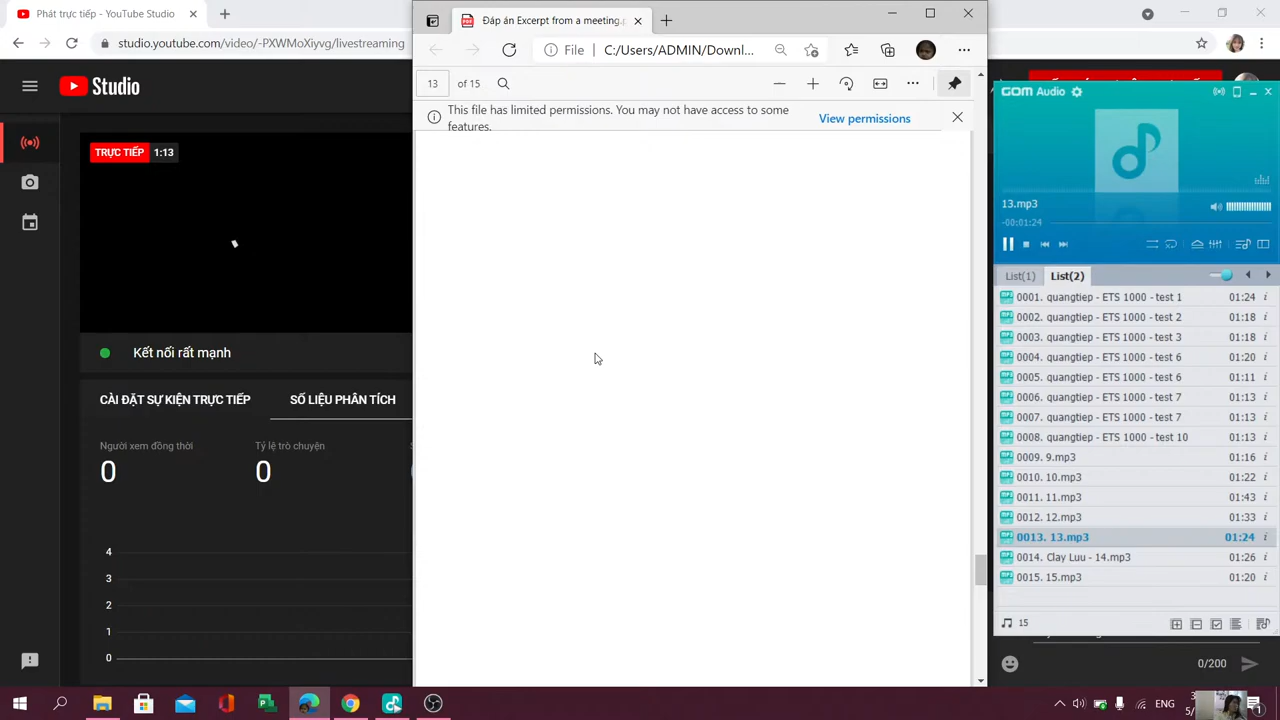 Phát trực tiếp - YouTube Studio
studio.youtube.com/video/-PXWMoXiyvg/livestreaming
Studio
TRỰC TIẾP 1:13
Kết nối rất mạnh
CÀI ĐẶT SỰ KIỆN TRỰC TIẾP
SỐ LIỆU PHÂN TÍCH
Người xem đồng thời
Tỷ lệ trò chuyện
0
0
4
3
2
1
0
Đáp án Excerpt from a meeting.p
File
C:/Users/ADMIN/Downl...
13 of 15
This file has limited permissions. You may not have access to some
features.
View permissions
GOM Audio
13.mp3
-00:01:24
List(1)
List(2)
0001. quangtiep - ETS 1000 - test 1 01:24
0002. quangtiep - ETS 1000 - test 2 01:18
0003. quangtiep - ETS 1000 - test 3 01:18
0004. quangtiep - ETS 1000 - test 6 01:20
0005. quangtiep - ETS 1000 - test 6 01:11
0006. quangtiep - ETS 1000 - test 7 01:13
0007. quangtiep - ETS 1000 - test 7 01:13
0008. quangtiep - ETS 1000 - test 10 01:13
0009. 9.mp3 01:16
0010. 10.mp3 01:22
0011. 11.mp3 01:43
0012. 12.mp3 01:33
0013. 13.mp3 01:24
0014. Clay Luu - 14.mp3 01:26
0015. 15.mp3 01:20
15
0/200
ENG